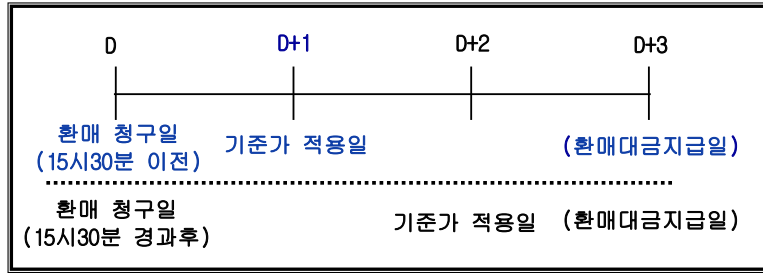 D D+1 D+2 D+3
환매 청구일 기준가 적용일 (환매대금지급일)
(15시30분 이전)
환매 청구일 기준가 적용일 (환매대금지급일)
(15시30분 경과후)